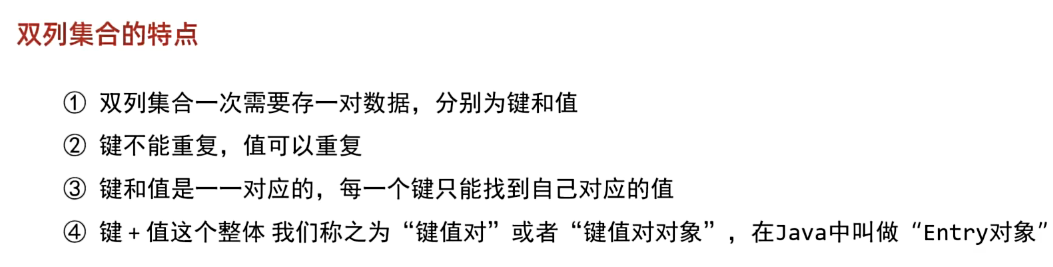 双列集合的特点
① 双列集合一次需要存一对数据，分别为键和值
② 键不能重复，值可以重复
③ 键和值是一一对应的，每一个键只能找到自己对应的值
④ 键+值这个整体 我们称之为“键值对”或者“键值对对象”，在Java中叫做“Entry对象”